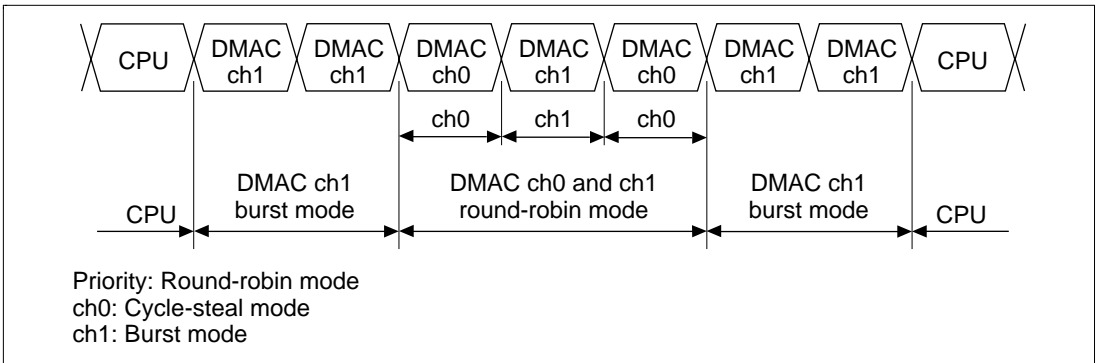 CPU
DMAC ch1
DMAC ch1
DMAC ch0
DMAC ch1
DMAC ch0
DMAC ch1
DMAC ch1
CPU
ch0
ch1
ch0
CPU
DMAC ch1
burst mode
DMAC ch0 and ch1
round-robin mode
DMAC ch1
burst mode
CPU
Priority: Round-robin mode
ch0: Cycle-steal mode
ch1: Burst mode